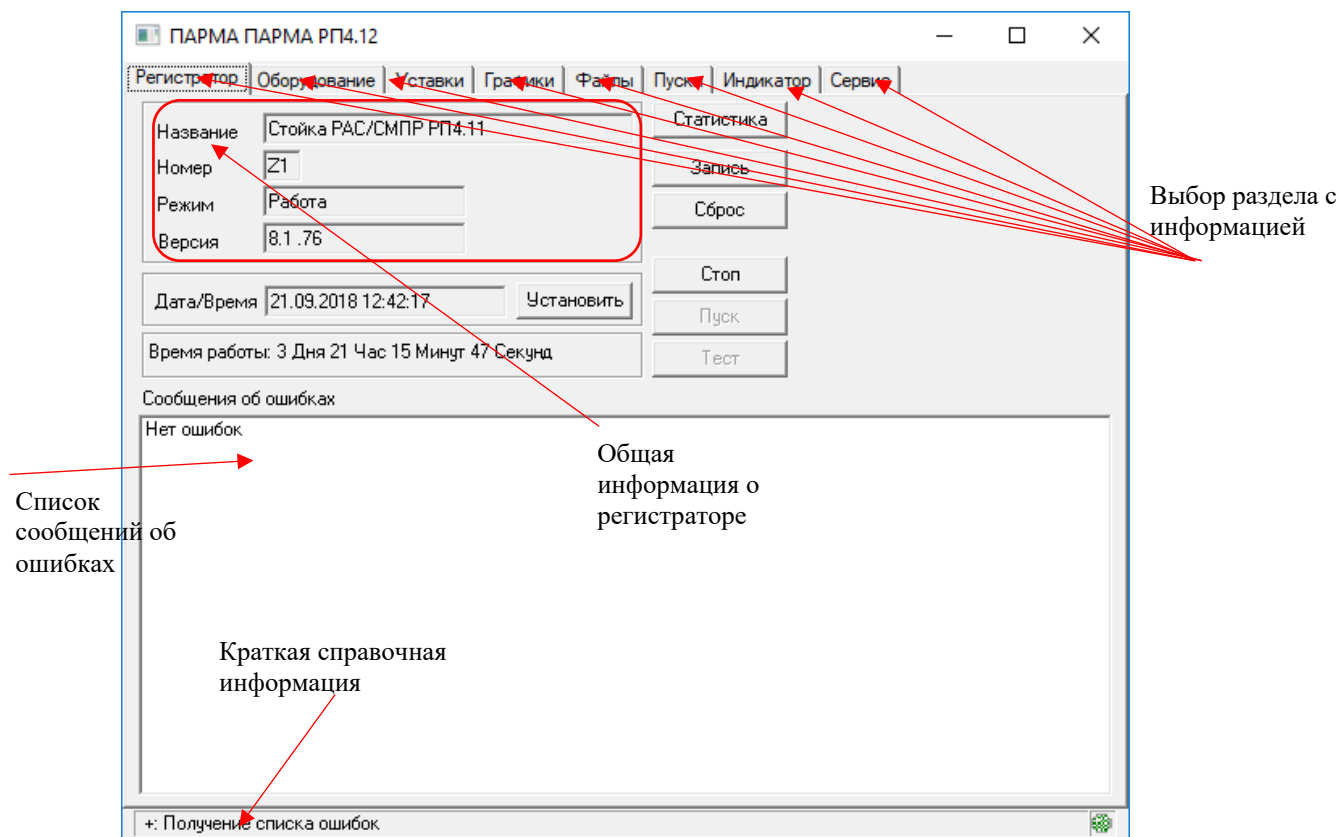 ПАРМА ПАРМА РП4.12
Регистратор Оборудование Уставки Графики Файлы Пуск Индикатор Сервис
Название Стойка РАС/СМПР РП4.11
Номер Z1
Режим Работа
Версия 8.1 .76
Статистика
Запись
Сброс
Стоп
Пуск
Тест
Дата/Время 21.09.2018 12:42:17 Установить
Время работы: 3 Дня 21 Час 15 Минут 47 Секунд
Сообщения об ошибках
Нет ошибок
Выбор раздела с
информацией
Общая
информация о
регистраторе
Список
сообщений об
ошибках
Краткая справочная
информация
+: Получение списка ошибок